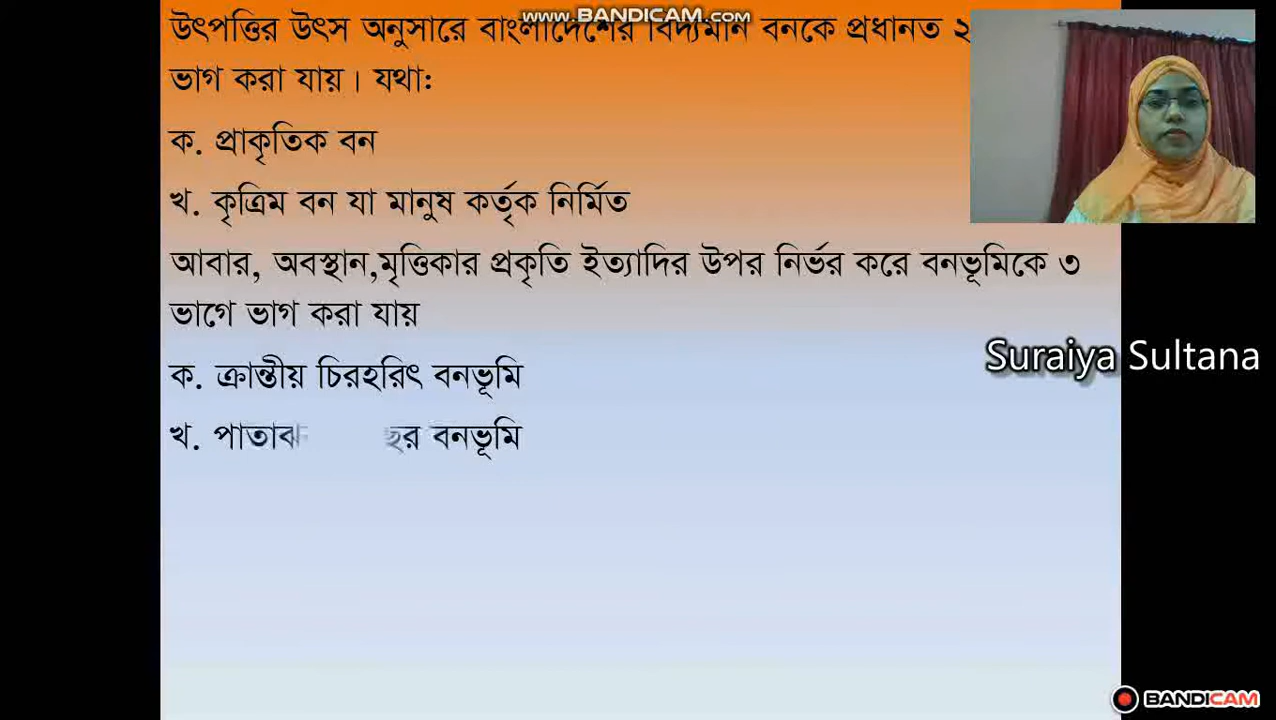 www.BANDICAM.com
উৎপত্তির উৎস অনুসারে বাংলাদেশের বিদ্যমান বনকে প্রধানত ২
ভাগ করা যায়। যথা:
ক. প্রাকৃতিক বন
খ. কৃত্রিম বন যা মানুষ কর্তৃক নির্মিত
আবার, অবস্থান,মৃত্তিকার প্রকৃতি ইত্যাদির উপর নির্ভর করে বনভূমিকে ৩
ভাগে ভাগ করা যায়
Suraiya Sultana
ক. ক্রান্তীয় চিরহরিৎ বনভূমি
খ. বনভূমি
BANDICAM